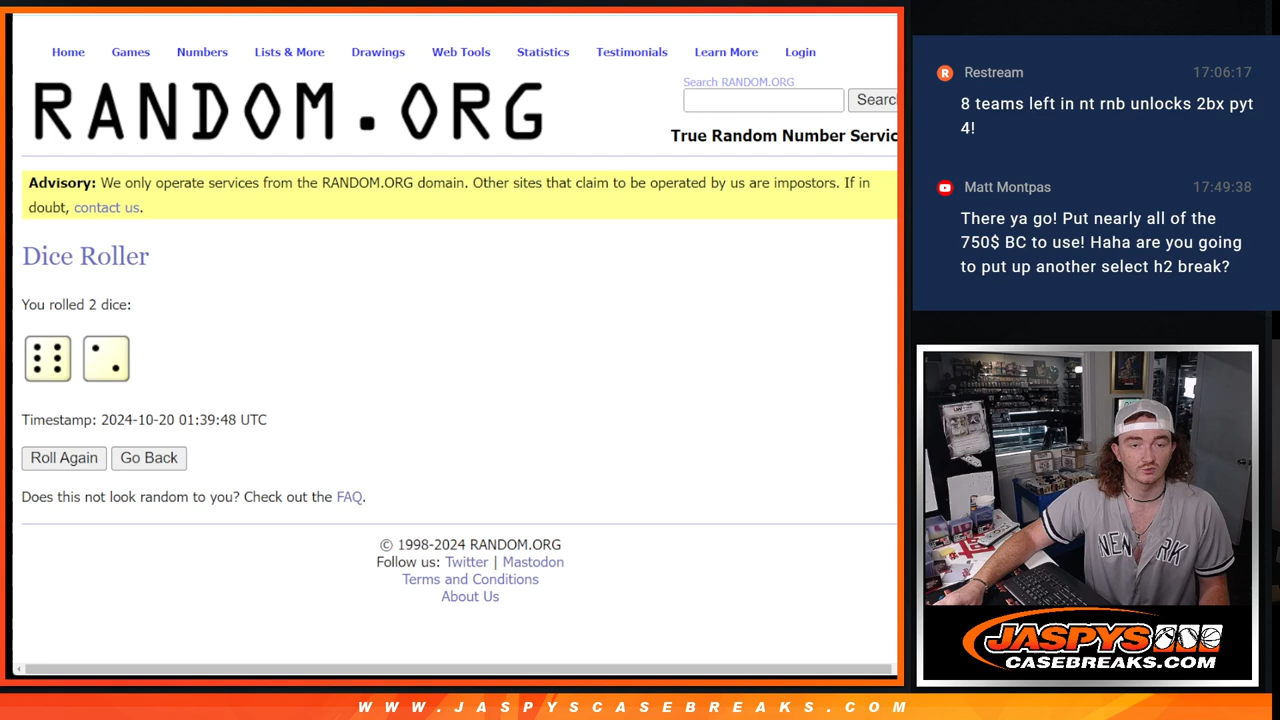 Home Games Numbers Lists & More Drawings Web Tools Statistics Testimonials Learn More Login
RANDOM.ORG
Search RANDOM.ORG
Searc
True Random Number Servic
Advisory: We only operate services from the RANDOM.ORG domain. Other sites that claim to be operated by us are impostors. If in
doubt, contact us.
Dice Roller
You rolled 2 dice:
Timestamp: 2024-10-20 01:39:48 UTC
Roll Again Go Back
Does this not look random to you? Check out the FAQ.
© 1998-2024 RANDOM.ORG
Follow us: Twitter | Mastodon
Terms and Conditions
About Us
R Restream 17:06:17
8 teams left in nt rnb unlocks 2bx pyt
4!
Matt Montpas 17:49:38
There ya go! Put nearly all of the
750$ BC to use! Haha are you going
to put up another select h2 break?
NEW YORK
JASPYS
CASEBREAKS.COM
WWW.JASPYSCASEBREAKS.COM